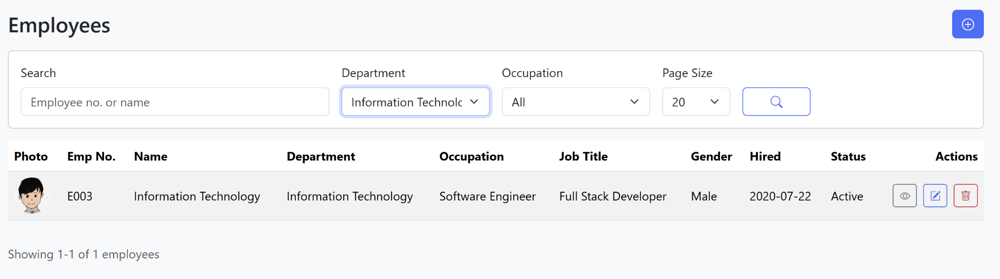 Employees
Search Department Occupation Page Size
Employee no. or name Information Technolc All 20
Photo Emp No. Name Department Occupation Job Title Gender Hired Status Actions
E003 Information Technology Information Technology Software Engineer Full Stack Developer Male 2020-07-22 Active
Showing 1-1 of 1 employees